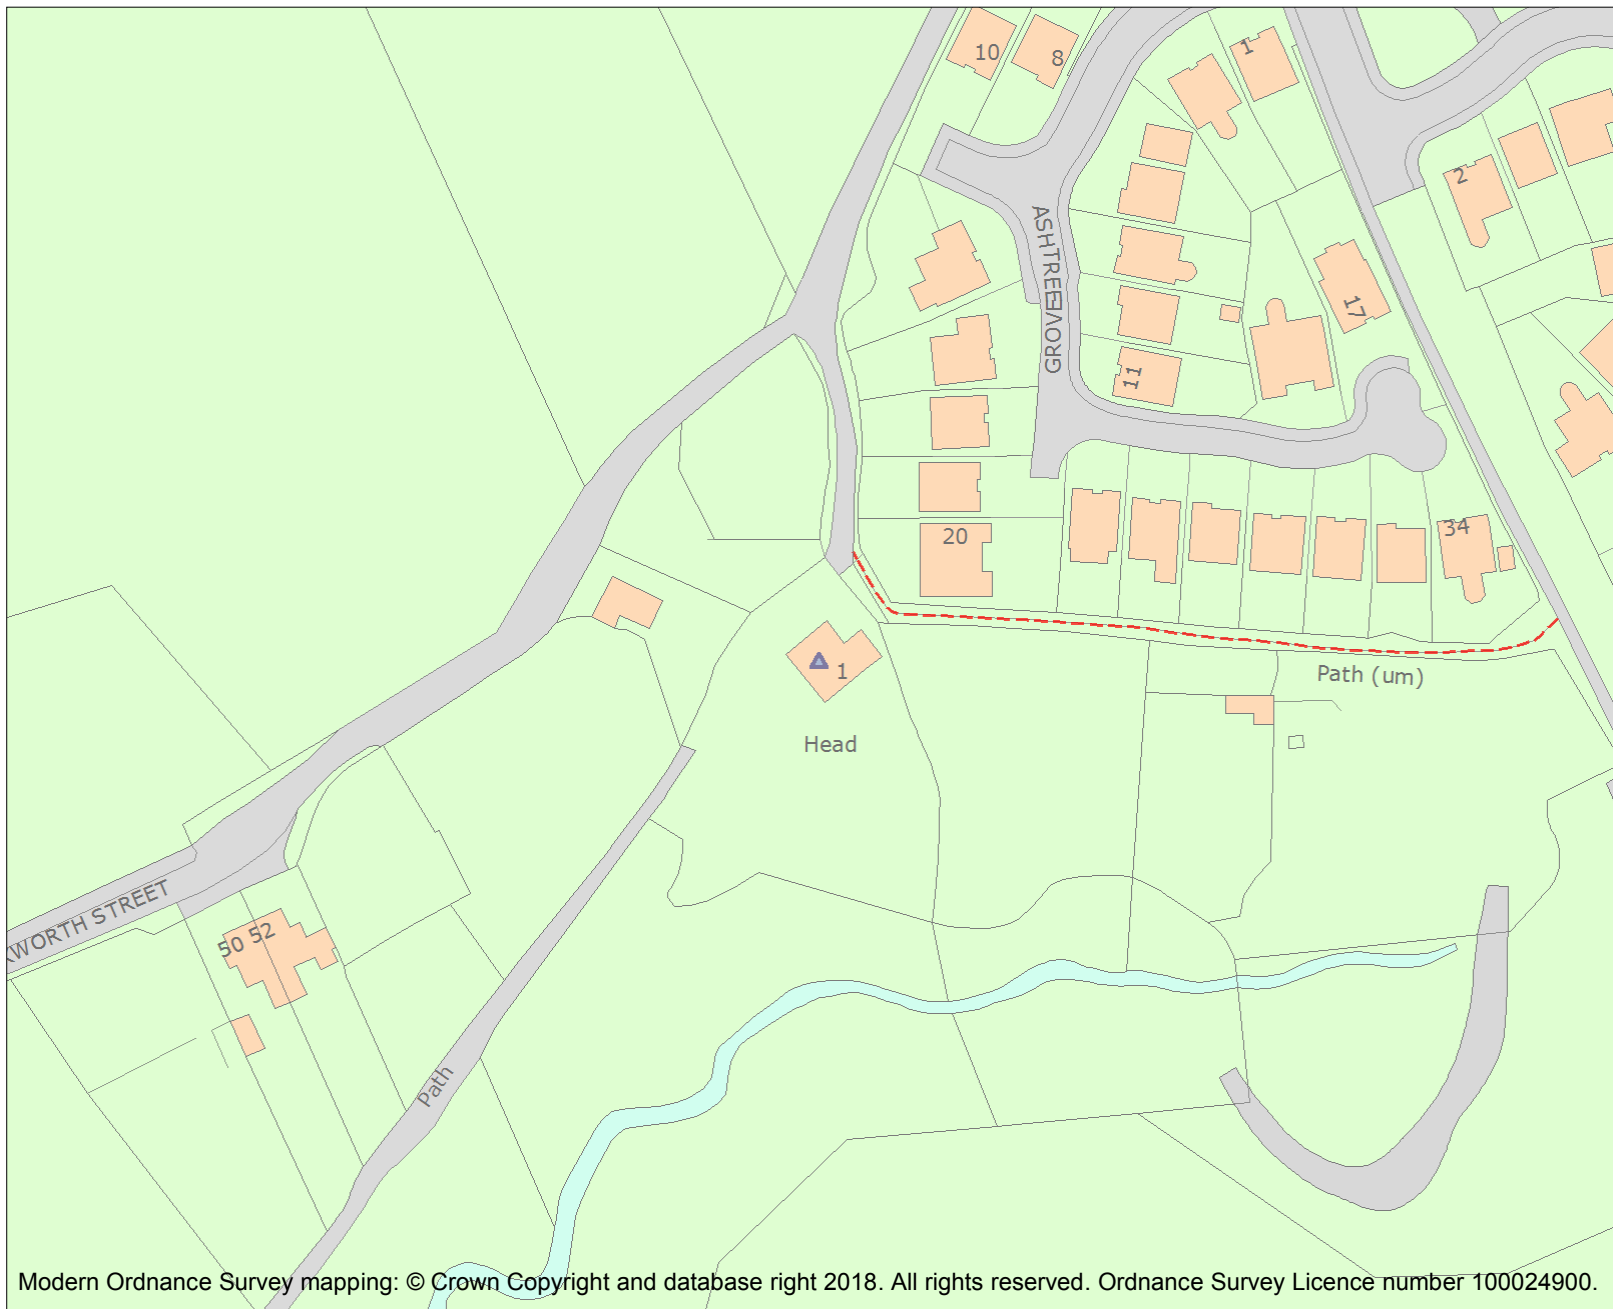 10
8
1
2
ASHTREE GROVE
17
11
20
34
1
Path (um)
Head
KWORTH STREET
50 52
Path
Modern Ordnance Survey mapping: © Crown Copyright and database right 2018. All rights reserved. Ordnance Survey Licence number 100024900.